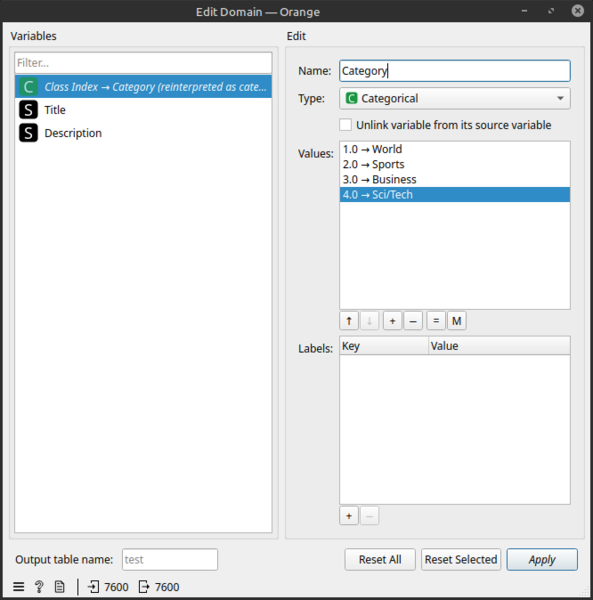 Edit Domain — Orange
Variables
Edit
Filter...
C Class Index → Category (reinterpreted as cate...
S Title
S Description
Name: Category
Type: C Categorical
Unlink variable from its source variable
Values:
1.0 → World
2.0 → Sports
3.0 → Business
4.0 → Sci/Tech
↑ ↓ + – = M
Labels:
Key Value
+ –
Output table name: test
Reset All Reset Selected Apply
? 7600 7600